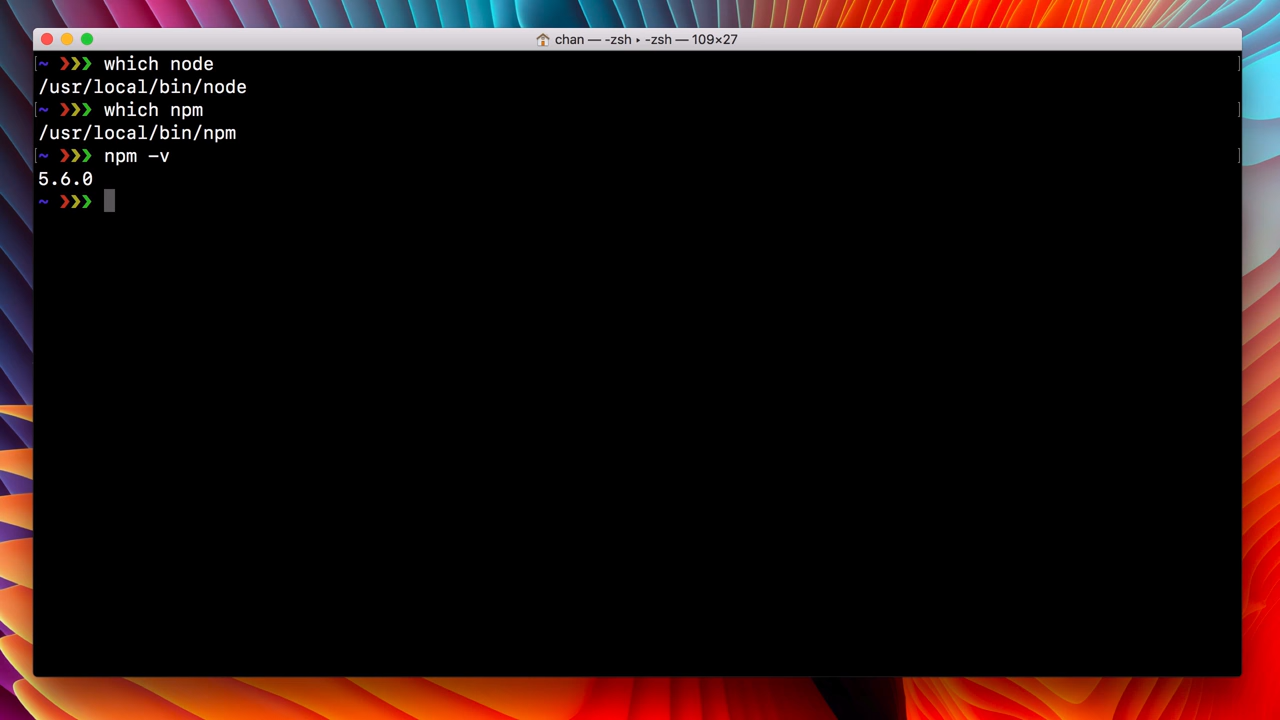 chan — -zsh ▸ -zsh — 109×27
~ ❯❯❯ which node
/usr/local/bin/node
~ ❯❯❯ which npm
/usr/local/bin/npm
~ ❯❯❯ npm -v
5.6.0
~ ❯❯❯